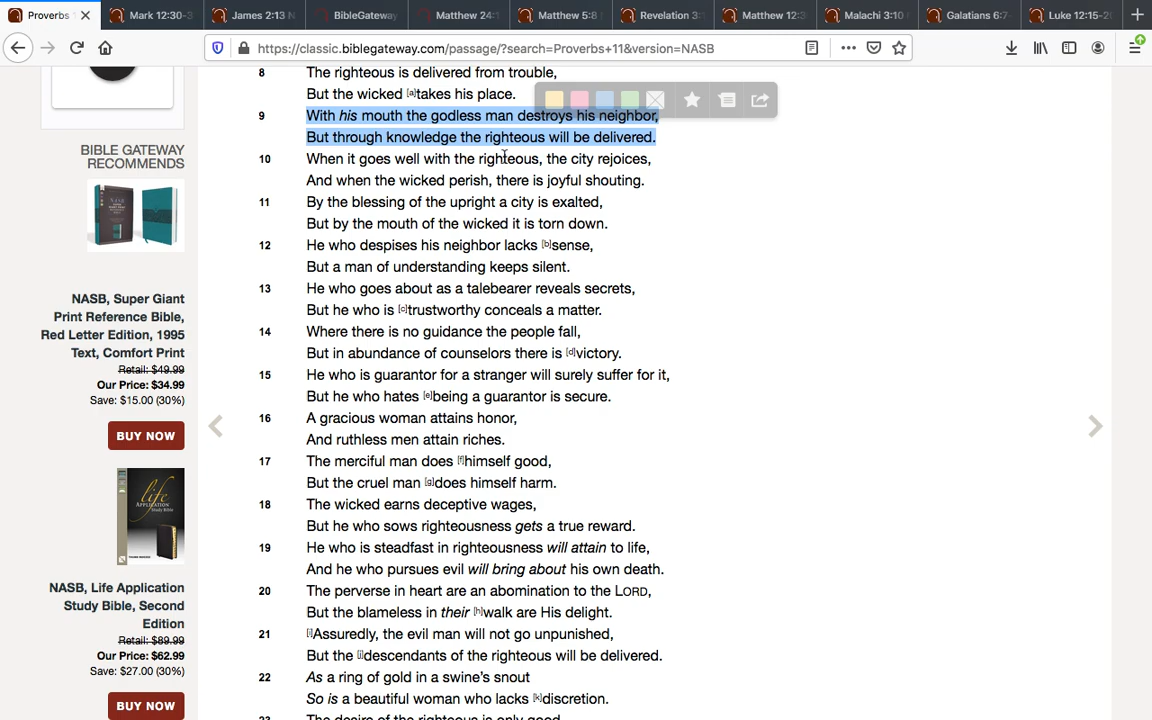 Proverbs
Mark 12:30-3
James 2:13 N
BibleGateway
Matthew 24:1
Matthew 5:8
Revelation 3:1
Matthew 12:3
Malachi 3:10
Galatians 6:7-
Luke 12:15-2
https://classic.biblegateway.com/passage/?search=Proverbs+11&version=NASB
8 The righteous is delivered from trouble,
But the wicked [a]takes his place.
9 With his mouth the godless man destroys his neighbor,
But through knowledge the righteous will be delivered.
10 When it goes well with the righteous, the city rejoices,
And when the wicked perish, there is joyful shouting.
11 By the blessing of the upright a city is exalted,
But by the mouth of the wicked it is torn down.
12 He who despises his neighbor lacks [b]sense,
But a man of understanding keeps silent.
13 He who goes about as a talebearer reveals secrets,
But he who is [c]trustworthy conceals a matter.
14 Where there is no guidance the people fall,
But in abundance of counselors there is [d]victory.
15 He who is guarantor for a stranger will surely suffer for it,
But he who hates [e]being a guarantor is secure.
16 A gracious woman attains honor,
And ruthless men attain riches.
17 The merciful man does [f]himself good,
But the cruel man [g]does himself harm.
18 The wicked earns deceptive wages,
But he who sows righteousness gets a true reward.
19 He who is steadfast in righteousness will attain to life,
And he who pursues evil will bring about his own death.
20 The perverse in heart are an abomination to the LORD,
But the blameless in their [h]walk are His delight.
21 [i]Assuredly, the evil man will not go unpunished,
But the [j]descendants of the righteous will be delivered.
22 As a ring of gold in a swine's snout
So is a beautiful woman who lacks [k]discretion.
23 The desire of the righteous is only good,
BIBLE GATEWAY
RECOMMENDS
NASB, Super Giant
Print Reference Bible,
Red Letter Edition, 1995
Text, Comfort Print
Retail: $49.99
Our Price: $34.99
Save: $15.00 (30%)
BUY NOW
life
APPLICATION
STUDY BIBLE
NASB, Life Application
Study Bible, Second
Edition
Retail: $89.99
Our Price: $62.99
Save: $27.00 (30%)
BUY NOW